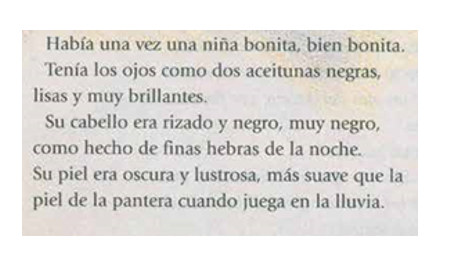 Había una vez una niña bonita, bien bonita.
Tenía los ojos como dos aceitunas negras,
lisas y muy brillantes.
Su cabello era rizado y negro, muy negro,
como hecho de finas hebras de la noche.
Su piel era oscura y lustrosa, más suave que la
piel de la pantera cuando juega en la lluvia.